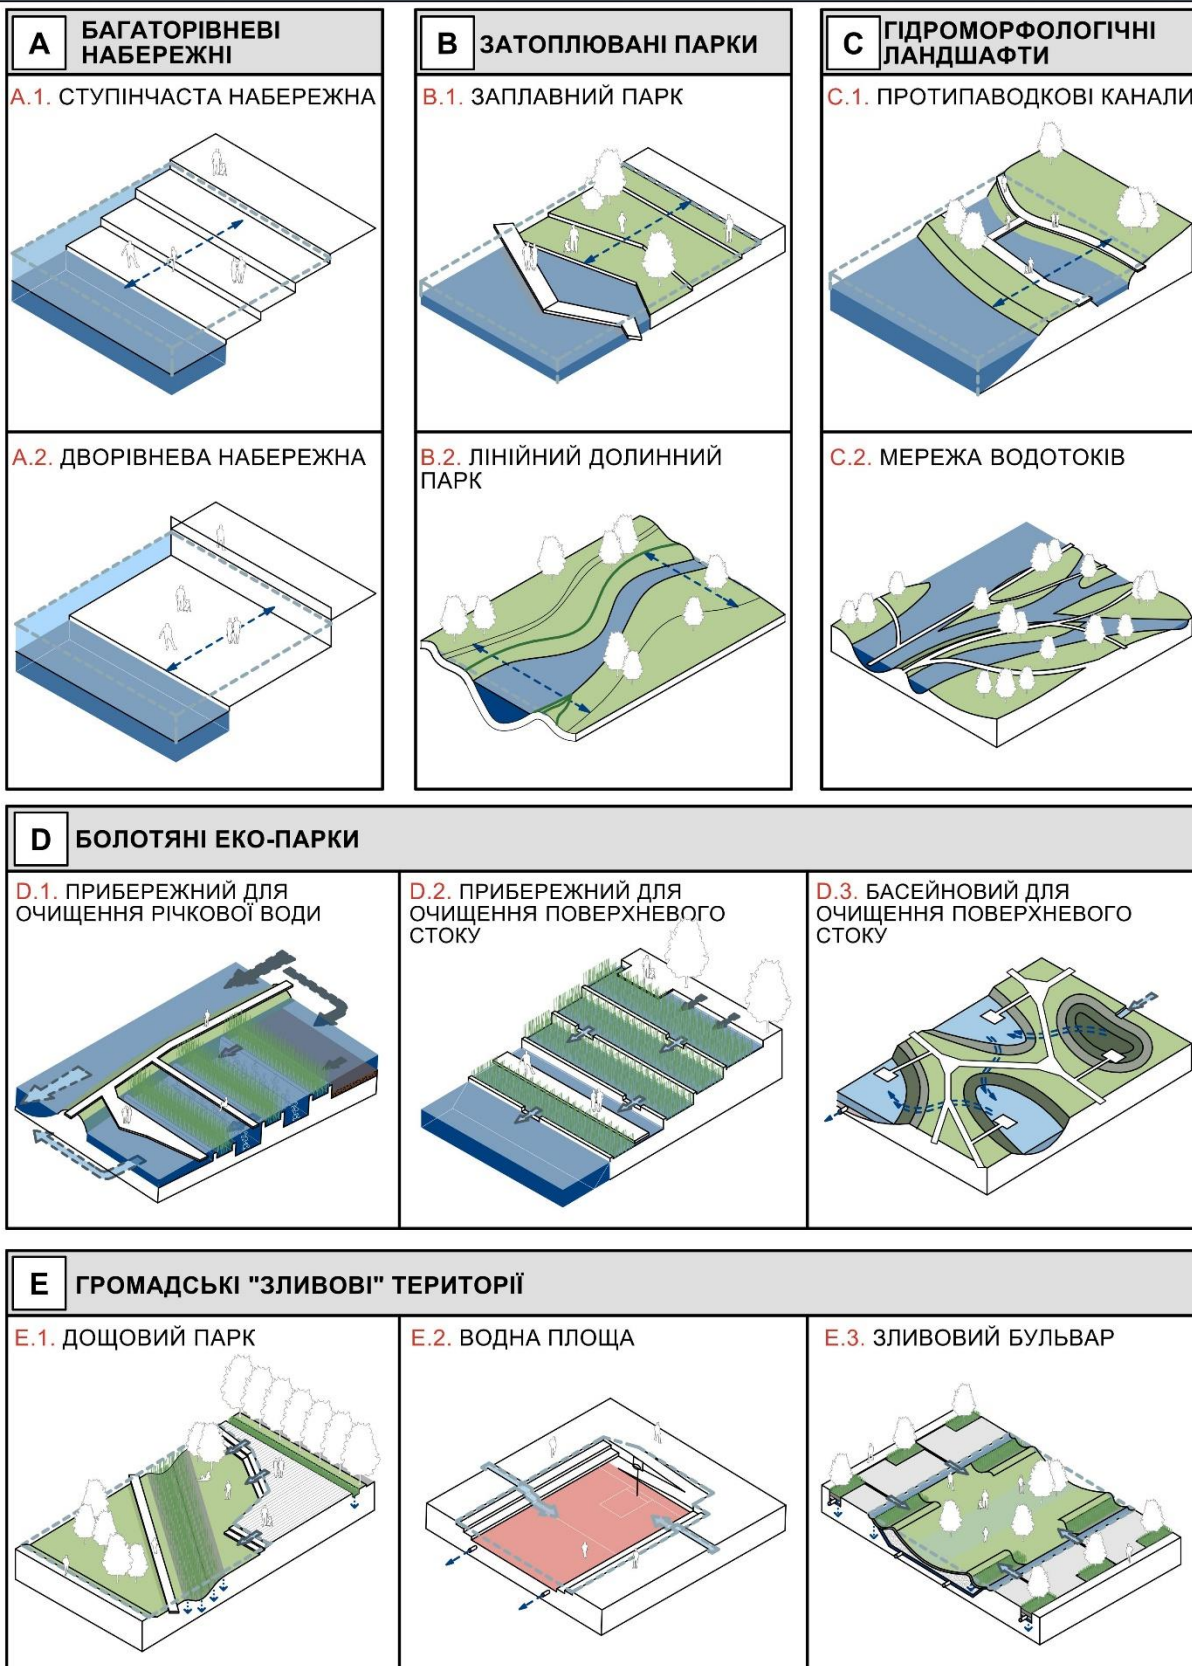 A
БАГАТОРІВНЕВІ
НАБЕРЕЖНІ
A.1. СТУПІНЧАСТА НАБЕРЕЖНА
A.2. ДВОРІВНЕВА НАБЕРЕЖНА
B
ЗАТОПЛЮВАНІ ПАРКИ
B.1. ЗАПЛАВНИЙ ПАРК
B.2. ЛІНІЙНИЙ ДОЛИННИЙ
ПАРК
C
ГІДРОМОРФОЛОГІЧНІ
ЛАНДШАФТИ
C.1. ПРОТИПАВОДКОВІ КАНАЛИ
C.2. МЕРЕЖА ВОДОТОКІВ
D
БОЛОТЯНІ ЕКО-ПАРКИ
D.1. ПРИБЕРЕЖНИЙ ДЛЯ
ОЧИЩЕННЯ РІЧКОВОЇ ВОДИ
D.2. ПРИБЕРЕЖНИЙ ДЛЯ
ОЧИЩЕННЯ ПОВЕРХНЕВОГО
СТОКУ
D.3. БАСЕЙНОВИЙ ДЛЯ
ОЧИЩЕННЯ ПОВЕРХНЕВОГО
СТОКУ
E
ГРОМАДСЬКІ "ЗЛИВОВІ" ТЕРИТОРІЇ
E.1. ДОЩОВИЙ ПАРК
E.2. ВОДНА ПЛОЩА
E.3. ЗЛИВОВИЙ БУЛЬВАР